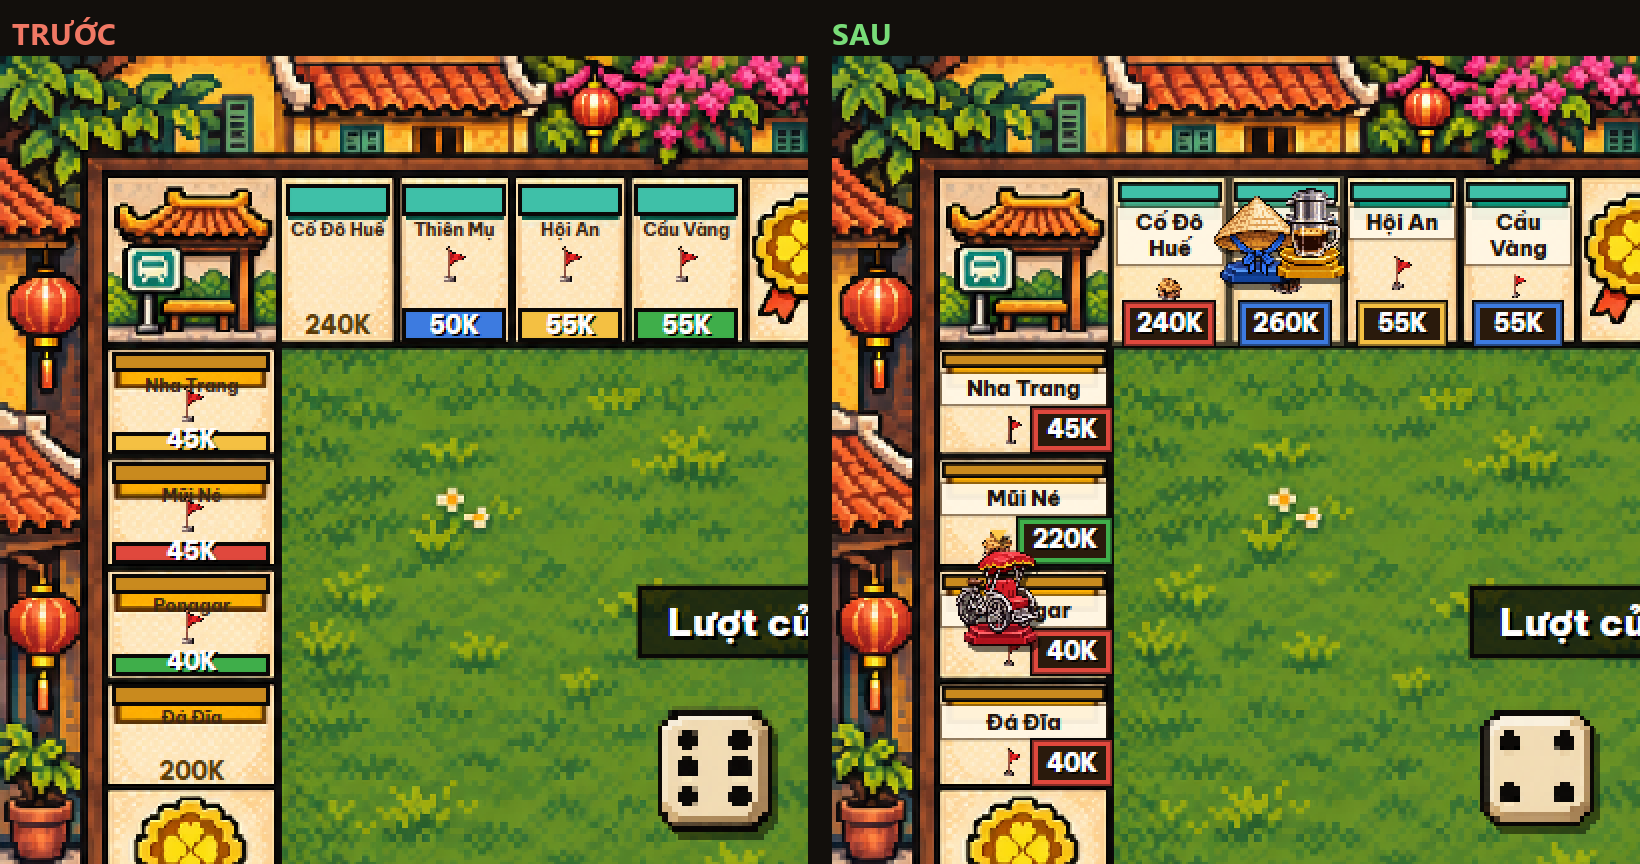 TRƯỚC
Cố Đô Huế
Thiên Mụ
Hội An
Cầu Vàng
240K
50K
55K
55K
Nha Trang
45K
Mũi Né
45K
Ponagar
40K
Đá Đĩa
200K
Lượt
SAU
Cố Đô
Huế
Hội An
Cầu
Vàng
240K
260K
55K
55K
Nha Trang
45K
Mũi Né
220K
gar
40K
Đá Đĩa
40K
Lượt